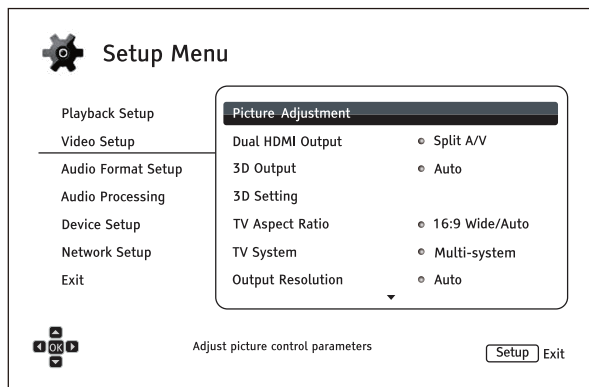 Setup Menu
Playback Setup
Video Setup
Audio Format Setup
Audio Processing
Device Setup
Network Setup
Exit
Picture Adjustment
Dual HDMI Output Split A/V
3D Output Auto
3D Setting
TV Aspect Ratio 16:9 Wide/Auto
TV System Multi-system
Output Resolution Auto
OK
Adjust picture control parameters
Setup Exit